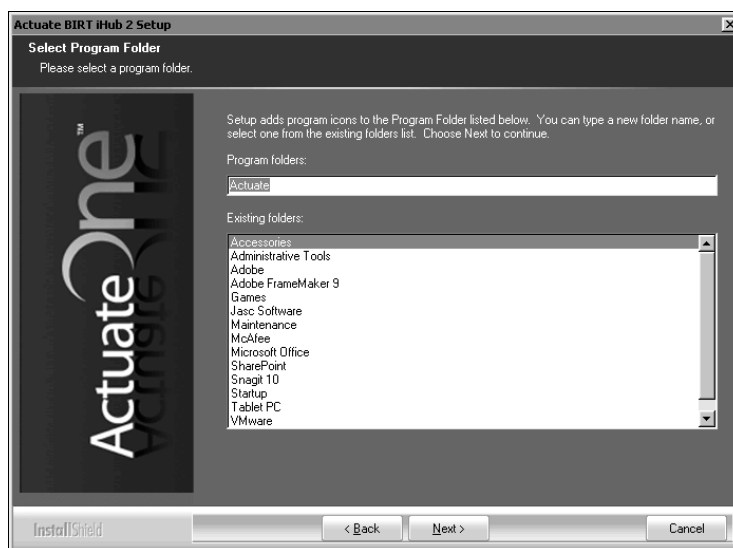 Actuate BIRT iHub 2 Setup
Select Program Folder
Please select a program folder.
ActuateOne™
Setup adds program icons to the Program Folder listed below. You can type a new folder name, or
select one from the existing folders list. Choose Next to continue.
Program folders:
Actuate
Existing folders:
Accessories
Administrative Tools
Adobe
Adobe FrameMaker 9
Games
Jasc Software
Maintenance
McAfee
Microsoft Office
SharePoint
Snagit 10
Startup
Tablet PC
VMware
InstallShield
< Back
Next >
Cancel